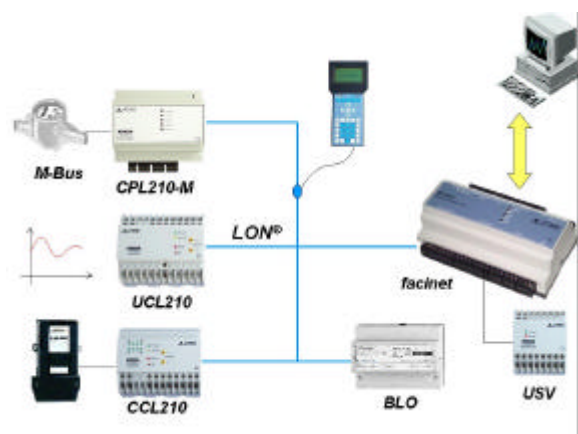 M-Bus
CPL210-M
LON®
UCL210
facinet
CCL210
BLO
USV